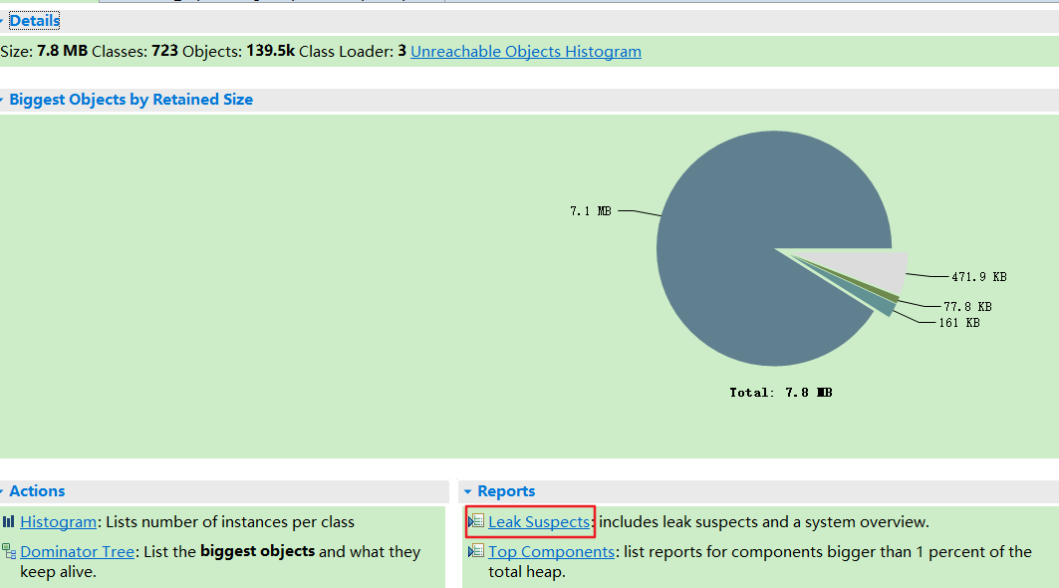 Details
Size: 7.8 MB Classes: 723 Objects: 139.5k Class Loader: 3 Unreachable Objects Histogram
Biggest Objects by Retained Size
7.1 MB
471.9 KB
77.8 KB
161 KB
Total: 7.8 MB
Actions
Histogram: Lists number of instances per class
Dominator Tree: List the biggest objects and what they
keep alive.
Reports
Leak Suspects: includes leak suspects and a system overview.
Top Components: list reports for components bigger than 1 percent of the
total heap.